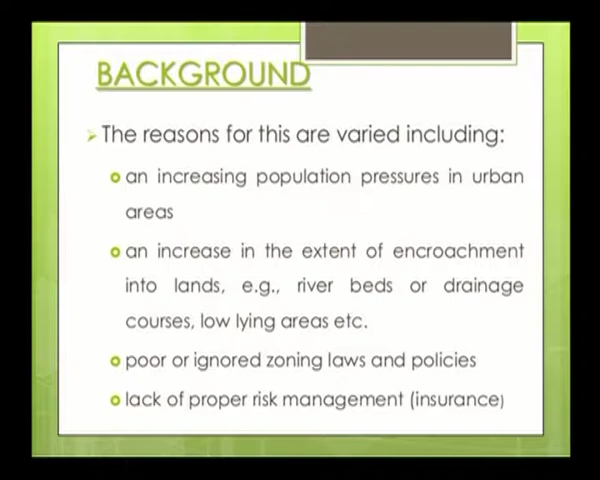 BACKGROUND
The reasons for this are varied including:
an increasing population pressures in urban
areas
an increase in the extent of encroachment
into lands, e.g., river beds or drainage
courses, low lying areas etc.
poor or ignored zoning laws and policies
lack of proper risk management (insurance)